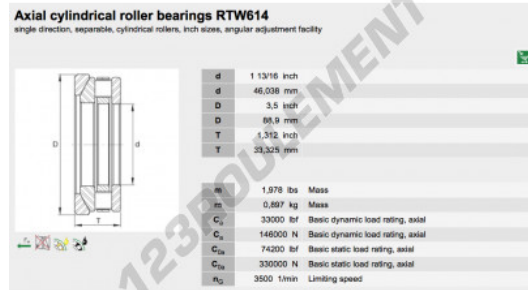 Axial cylindrical roller bearings RTW614
single direction, separable, cylindrical rollers, inch sizes, angular adjustment facility
D
d
T
d 1 13/16 inch
d 46,038 mm
D 3,5 inch
D 88,9 mm
T 1,312 inch
T 33,325 mm
m 1,978 lbs Mass
m 0,897 kg Mass
Ca 33000 lbf Basic dynamic load rating, axial
Ca 146000 N Basic dynamic load rating, axial
C0a 74200 lbf Basic static load rating, axial
C0a 330000 N Basic static load rating, axial
nG 3500 1/min Limiting speed
123ROULEMENT.COM